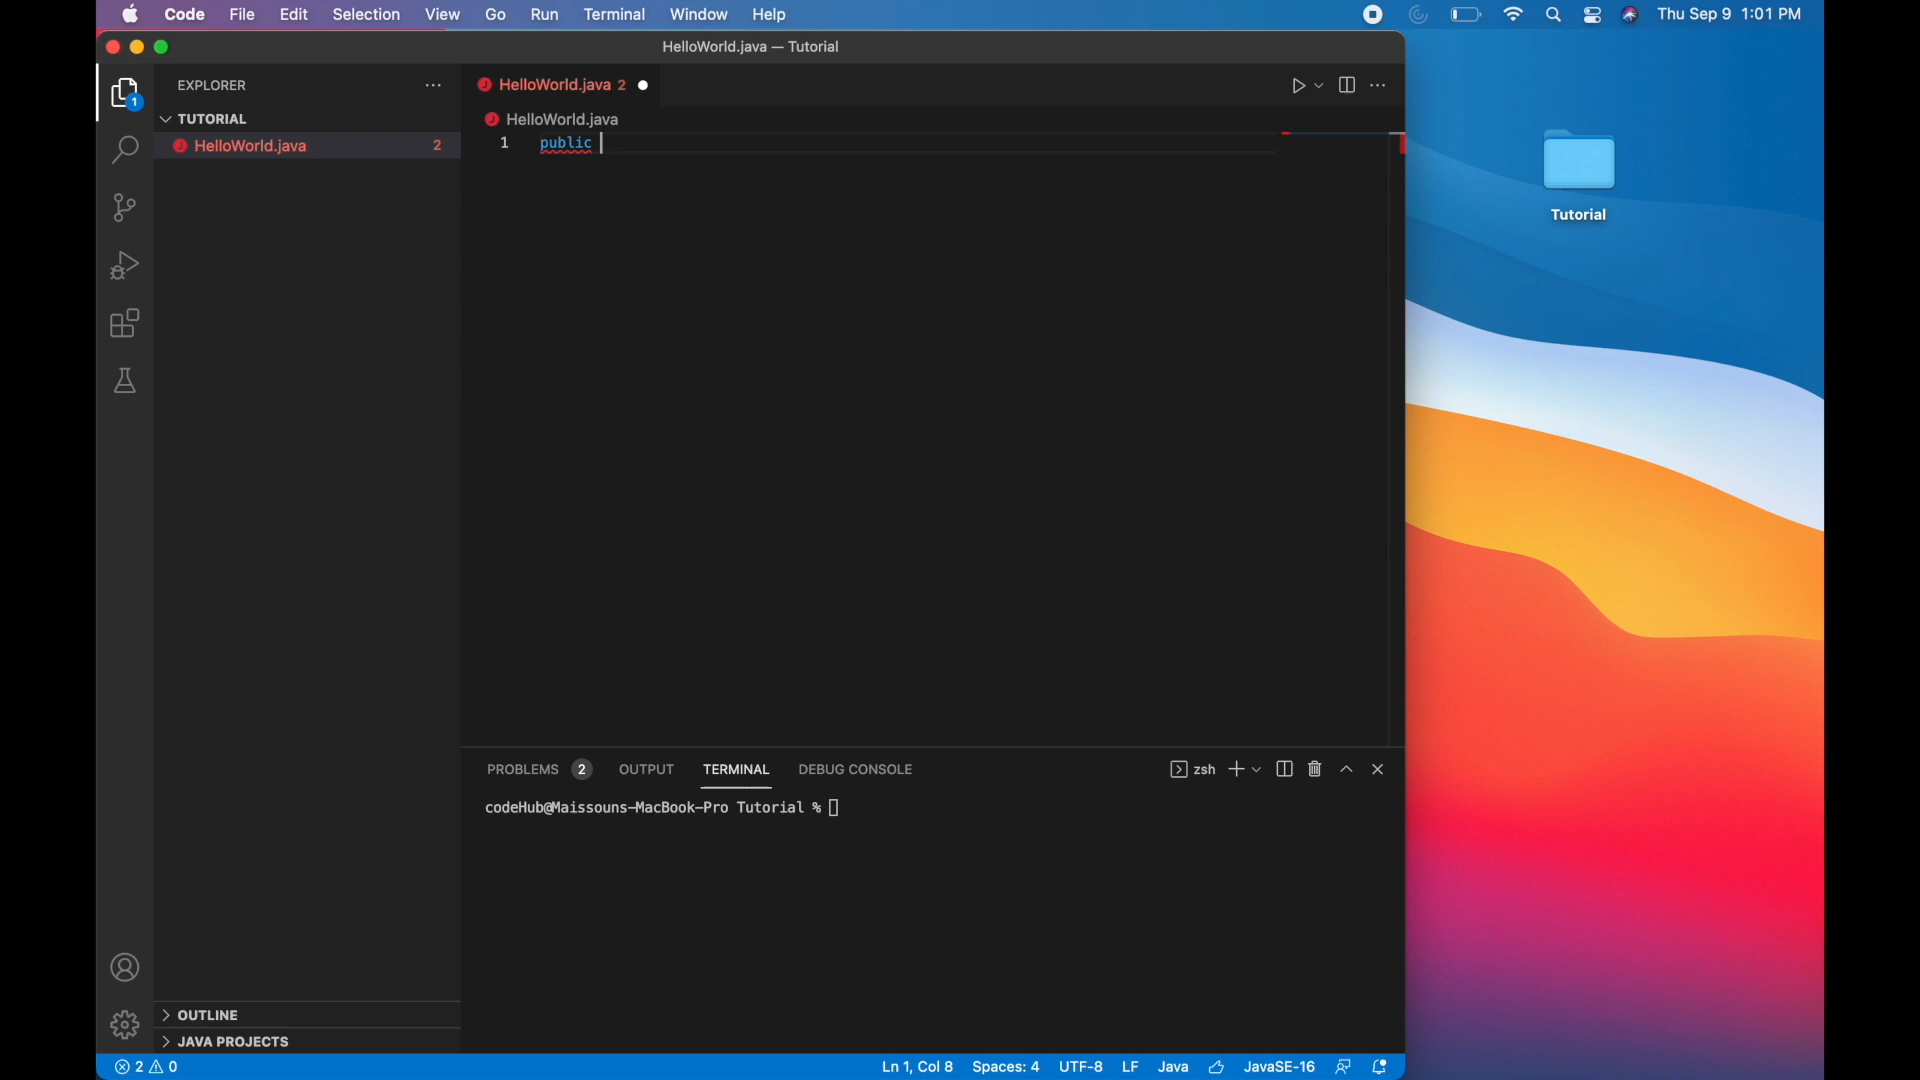 Code File Edit Selection View Go Run Terminal Window Help Thu Sep 9 1:01 PM
HelloWorld.java — Tutorial
EXPLORER
HelloWorld.java 2
TUTORIAL
HelloWorld.java
HelloWorld.java 2
1 public
Tutorial
1
PROBLEMS 2 OUTPUT TERMINAL DEBUG CONSOLE zsh
codeHub@Maissouns-MacBook-Pro Tutorial %
OUTLINE
JAVA PROJECTS
2 0 Ln 1, Col 8 Spaces: 4 UTF-8 LF Java JavaSE-16